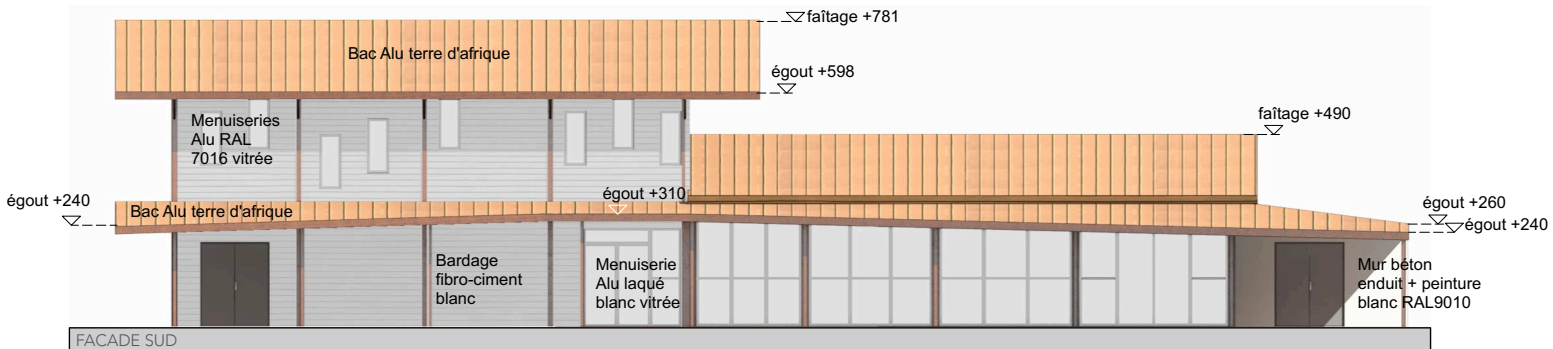 faîtage +781
Bac Alu terre d'afrique
égout +598
faîtage +490
Menuiseries
Alu RAL
7016 vitrée
égout +240
égout +310
égout +260
Bac Alu terre d'afrique
égout +240
Bardage
fibro-ciment
blanc
Menuiserie
Alu laqué
blanc vitrée
Mur béton
enduit + peinture
blanc RAL9010
FACADE SUD